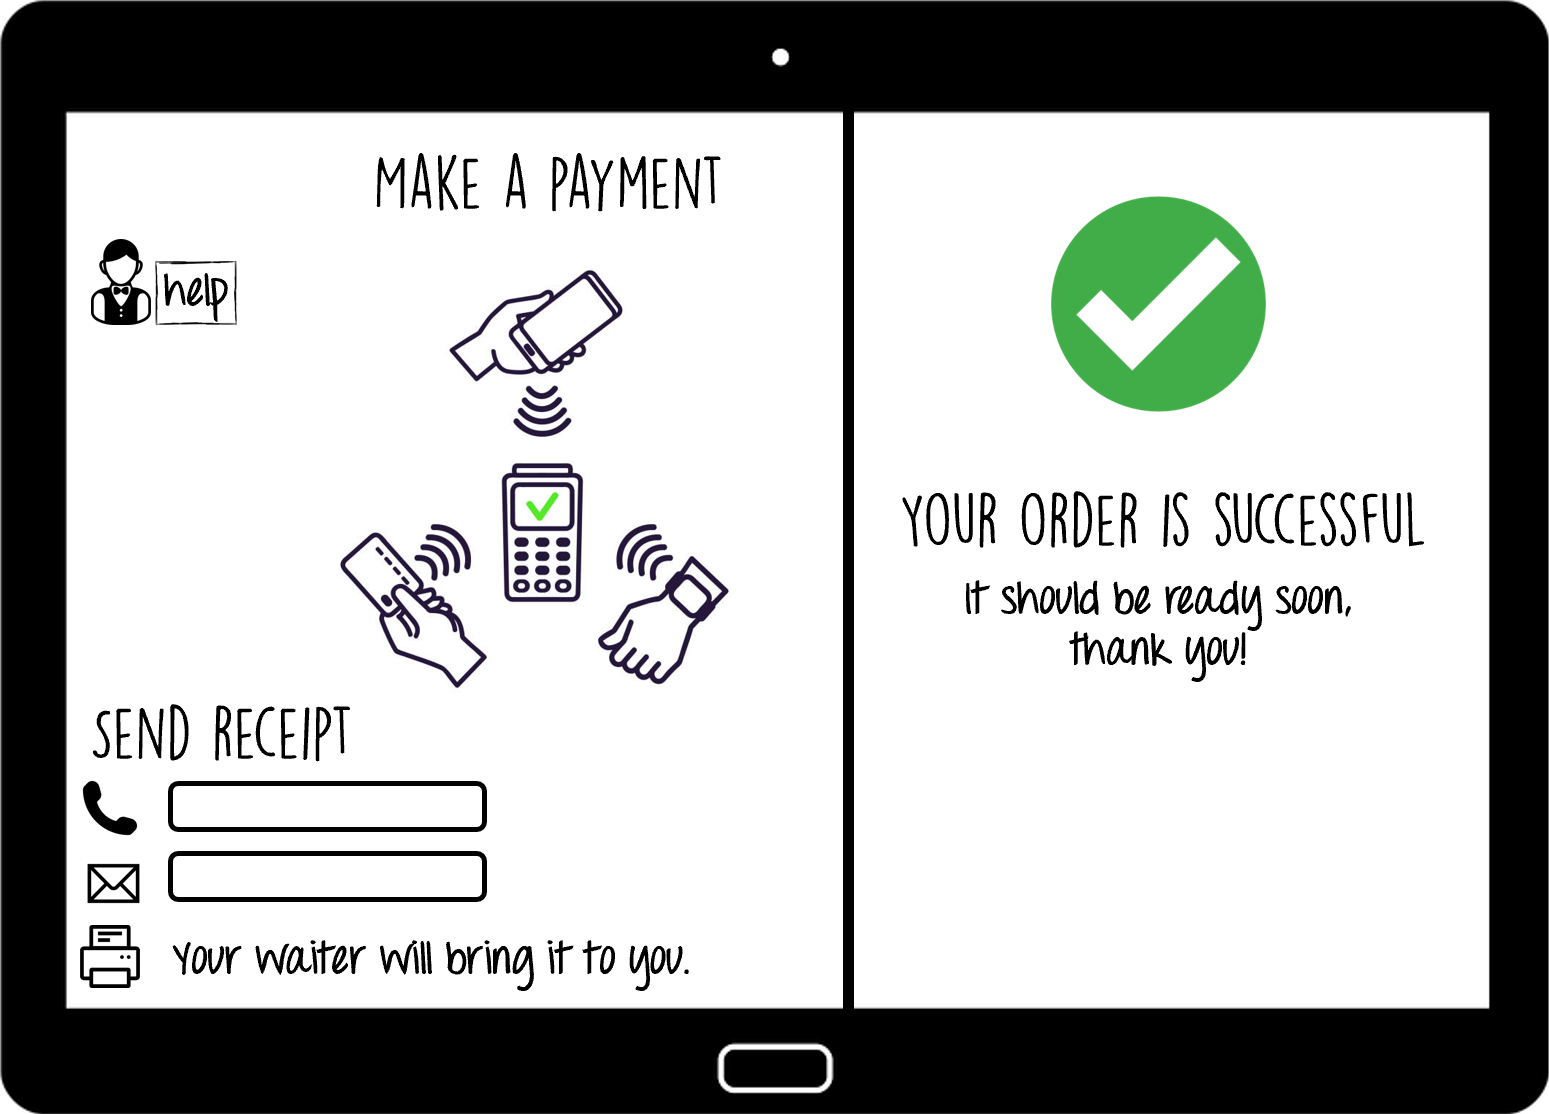 MAKE A PAYMENT
help
SEND RECEIPT
Your waiter will bring it to you.
YOUR ORDER IS SUCCESSFUL
It should be ready soon,
thank you!